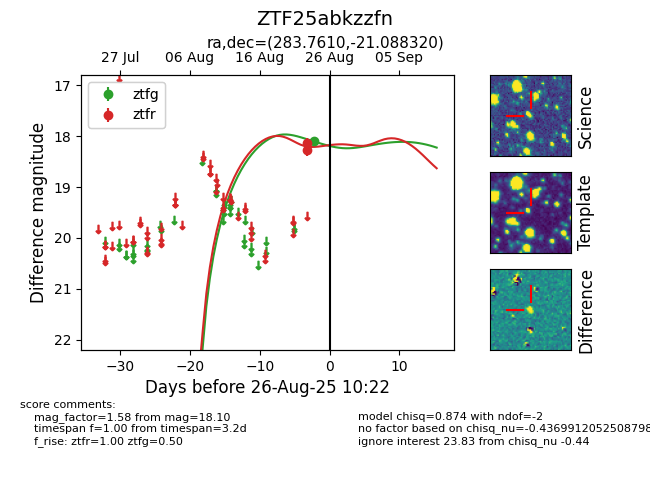 ZTF25abkzzfn
ra,dec=(283.7610,-21.088320)
27 Jul 06 Aug 16 Aug 26 Aug 05 Sep
ztfg
ztfr
17
18
19
20
21
22
Difference magnitude
−30 −20 −10 0 10
Days before 26-Aug-25 10:22
Science
Template
Difference
score comments:
mag_factor=1.58 from mag=18.10
timespan f=1.00 from timespan=3.2d
f_rise: ztfr=1.00 ztfg=0.50
model chisq=0.874 with ndof=-2
no factor based on chisq_nu=-0.4369912052508798
ignore interest 23.83 from chisq_nu -0.44